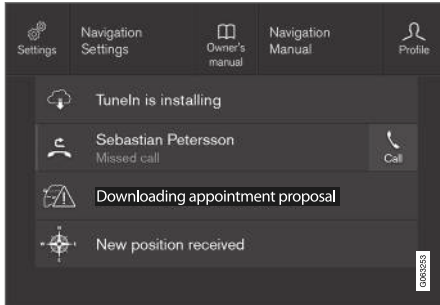 Settings
Navigation
Settings
Owner's
manual
Navigation
Manual
Profile
TuneIn is installing
Sebastian Petersson
Missed call
Call
Downloading appointment proposal
New position received
G063253